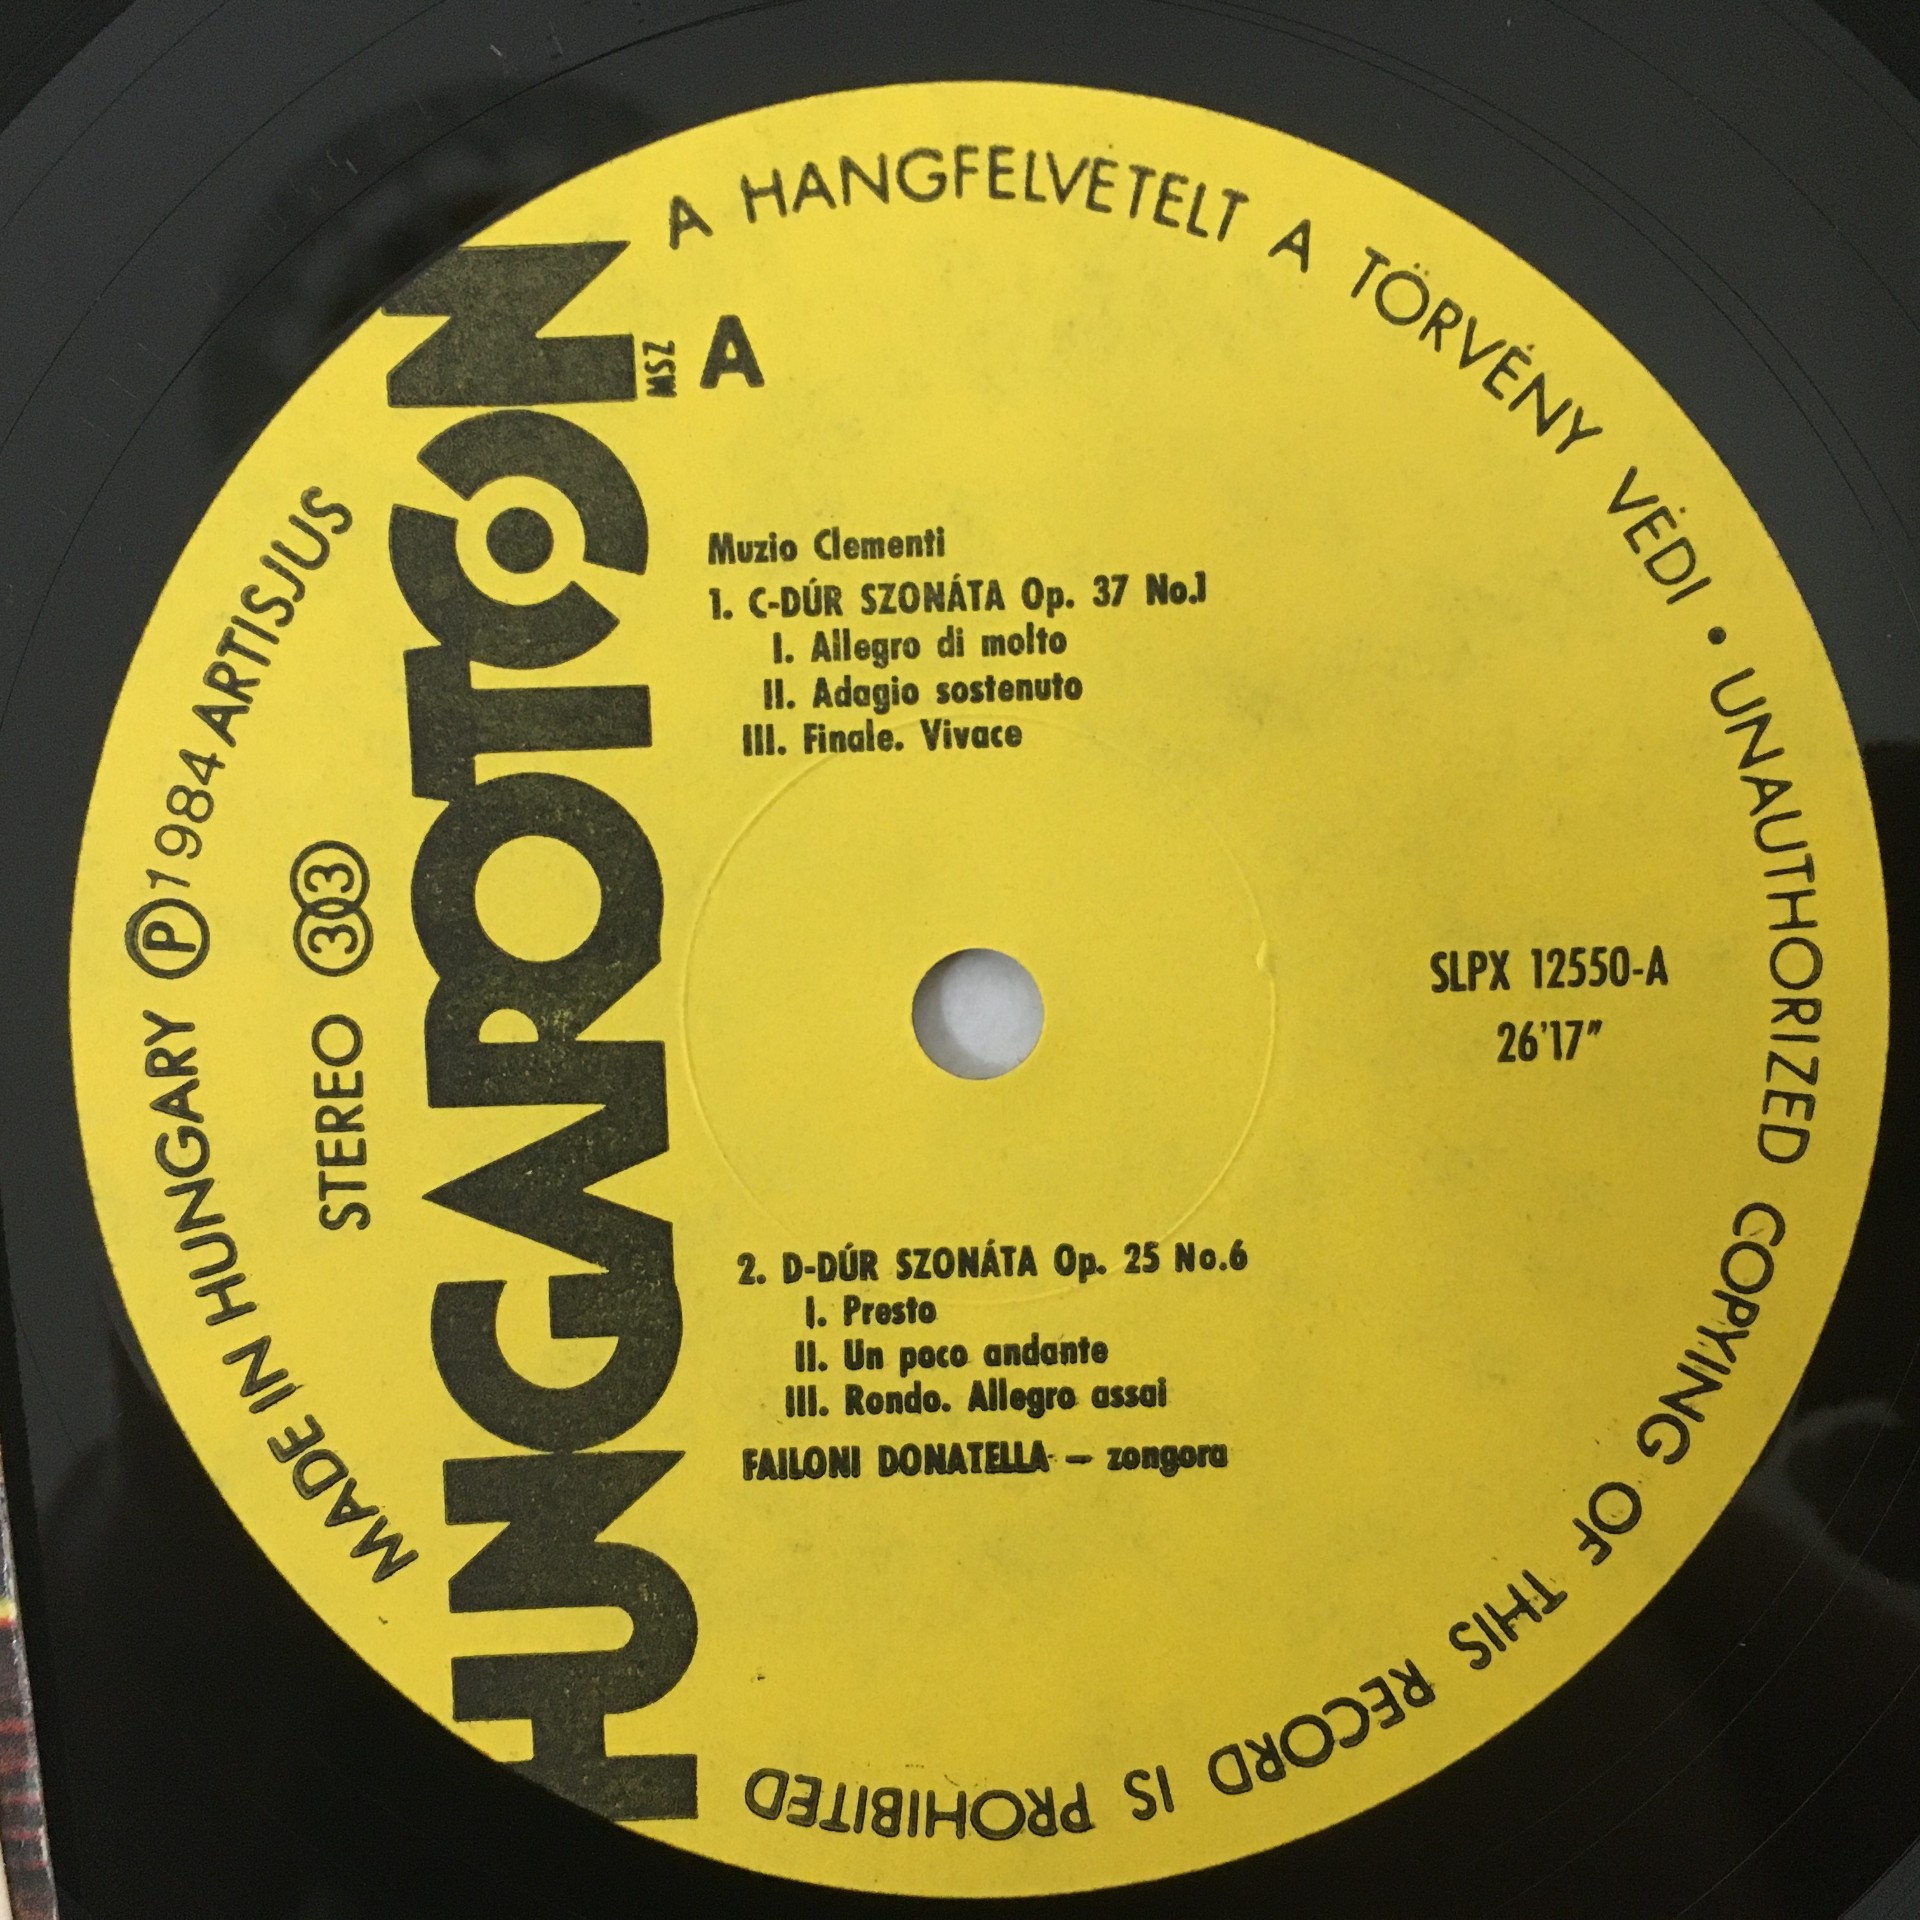 A HANGFELVÉTELT A TÖRVÉNY VÉDI • UNAUTHORIZED COPYING OF THIS RECORD IS PROHIBITED
MADE IN HUNGARY Ⓟ 1984 ARTISJUS
STEREO 33
HUNGAROTON
MSZ
A
Muzio Clementi
1. C-DÚR SZONÁTA Op. 37 No.1
I. Allegro di molto
II. Adagio sostenuto
III. Finale. Vivace
SLPX 12550-A
26'17"
2. D-DÚR SZONÁTA Op. 25 No.6
I. Presto
II. Un poco andante
III. Rondo. Allegro assai
FAILONI DONATELLA – zongora